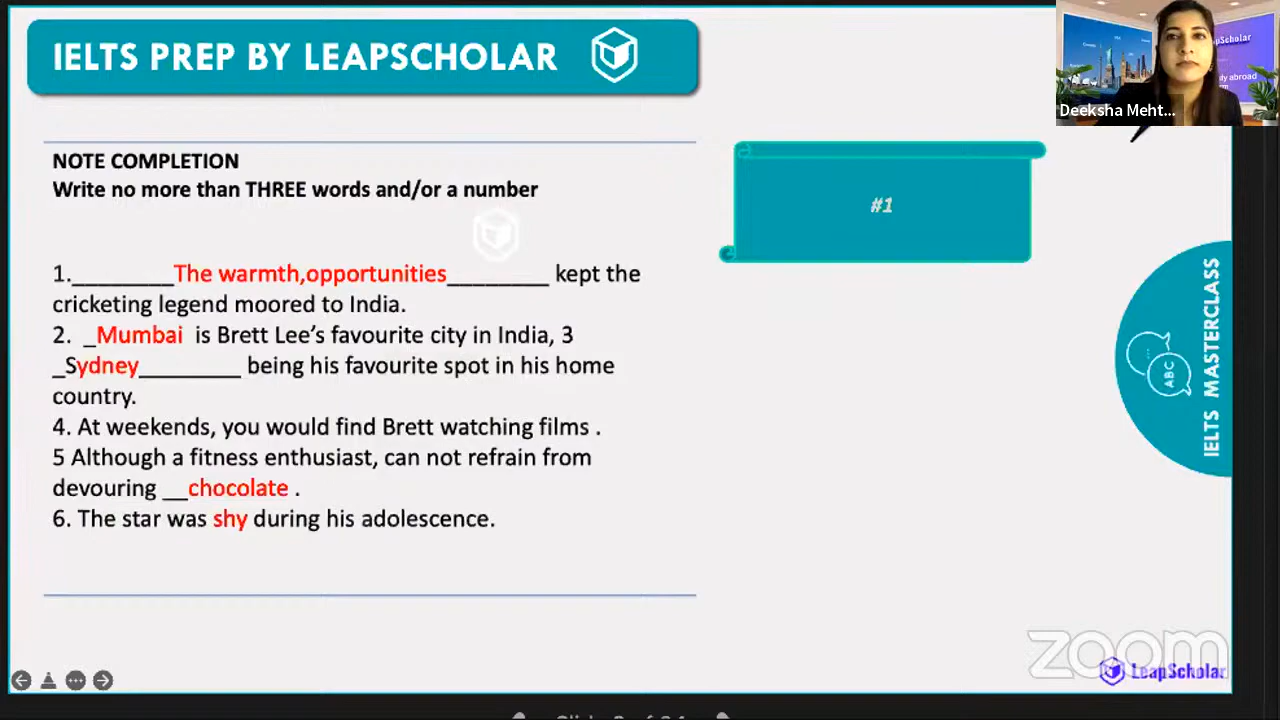 IELTS PREP BY LEAPSCHOLAR
Deeksha Meht...
NOTE COMPLETION
Write no more than THREE words and/or a number
#1
1.________The warmth,opportunities________ kept the
cricketing legend moored to India.
2. _Mumbai is Brett Lee’s favourite city in India, 3
_Sydney________ being his favourite spot in his home
country.
4. At weekends, you would find Brett watching films .
5 Although a fitness enthusiast, can not refrain from
devouring __chocolate .
6. The star was shy during his adolescence.
ABC
IELTS MASTERCLASS
zoom
LeapScholar